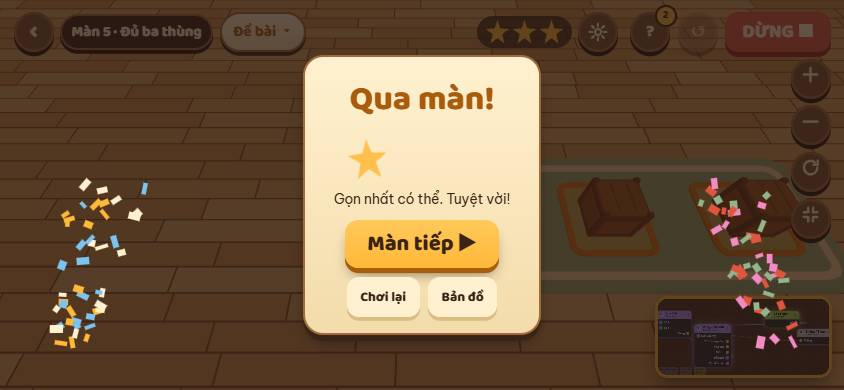 Màn 5 · Đủ ba thùng
Đề bài
2
?
DỪNG
Qua màn!
Gọn nhất có thể. Tuyệt vời!
Màn tiếp ▶
Chơi lại
Bản đồ